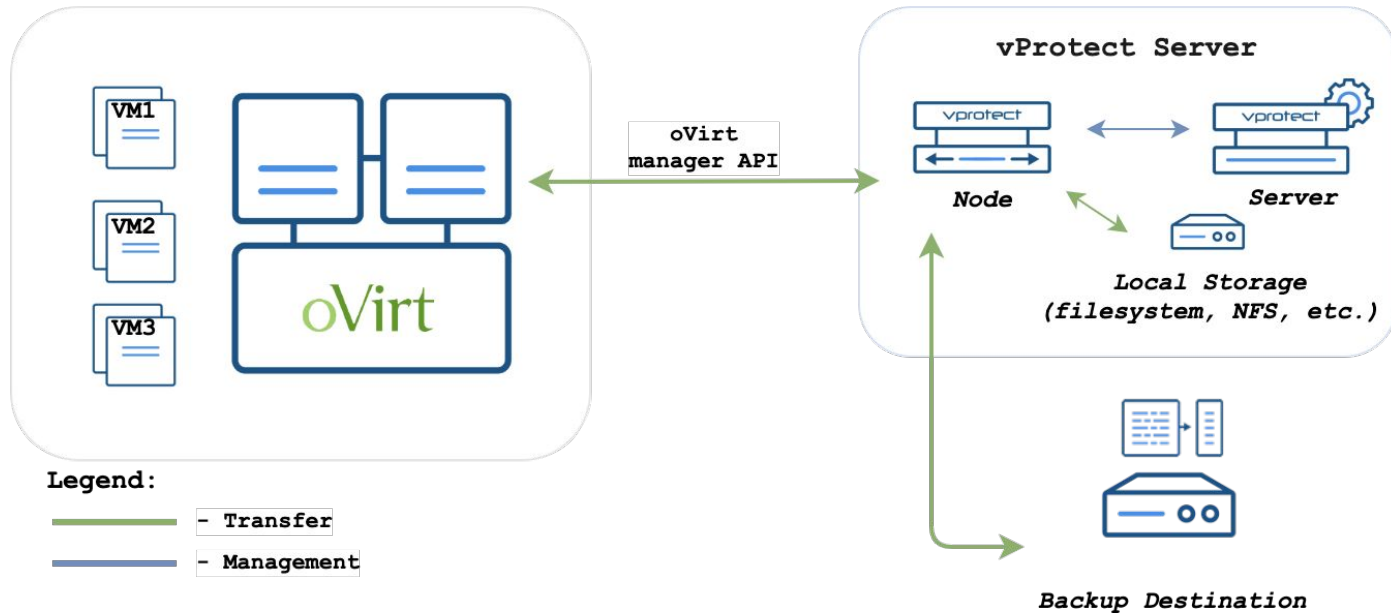 VM1
VM2
VM3
oVirt
oVirt
manager API
vProtect Server
vprotect
vprotect
Node
Server
Local Storage
(filesystem, NFS, etc.)
Backup Destination
Legend:
- Transfer
- Management